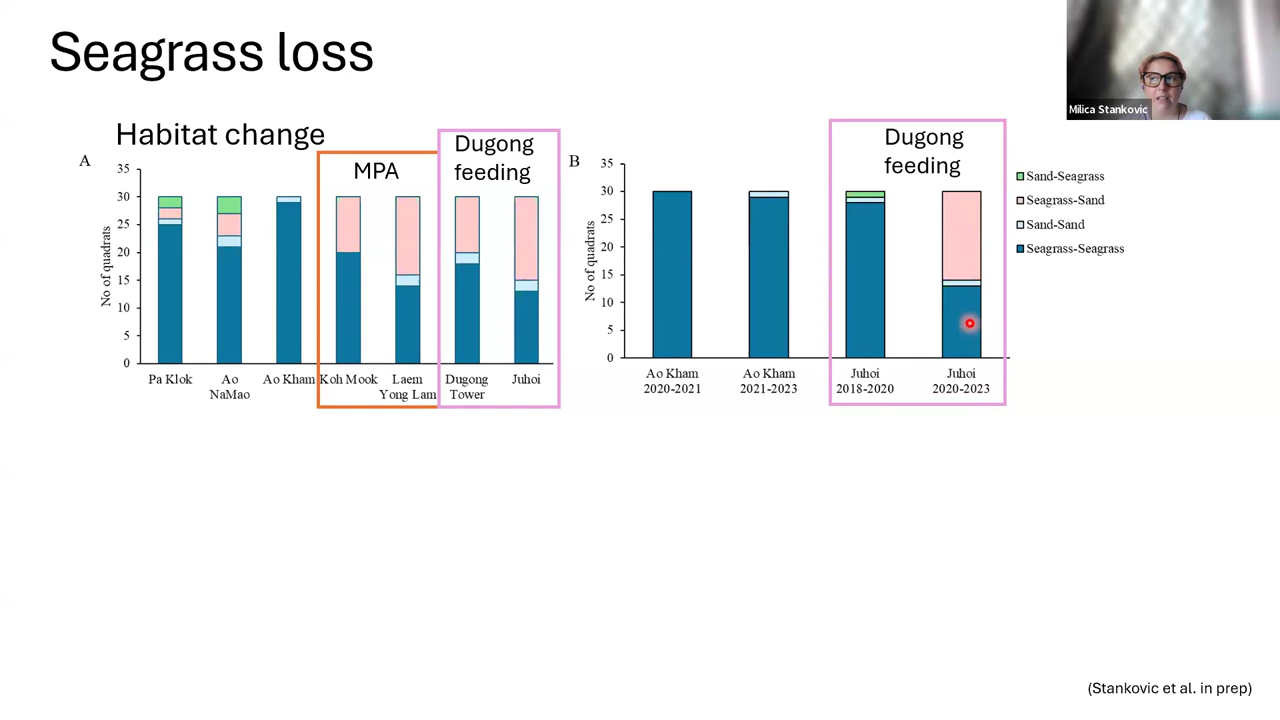 Seagrass loss
Milica Stankovic
Habitat change
A
MPA
Dugong
feeding
35
30
25
20
15
10
5
0
No of quadrats
Pa Klok
Ao
NaMao
Ao Kham
Koh Mook
Laem
Yong Lam
Dugong
Tower
Juhoi
B
Dugong
feeding
35
30
25
20
15
10
5
0
No of quadrats
Ao Kham
2020-2021
Ao Kham
2021-2023
Juhoi
2018-2020
Juhoi
2020-2023
Sand-Seagrass
Seagrass-Sand
Sand-Sand
Seagrass-Seagrass
(Stankovic et al. in prep)